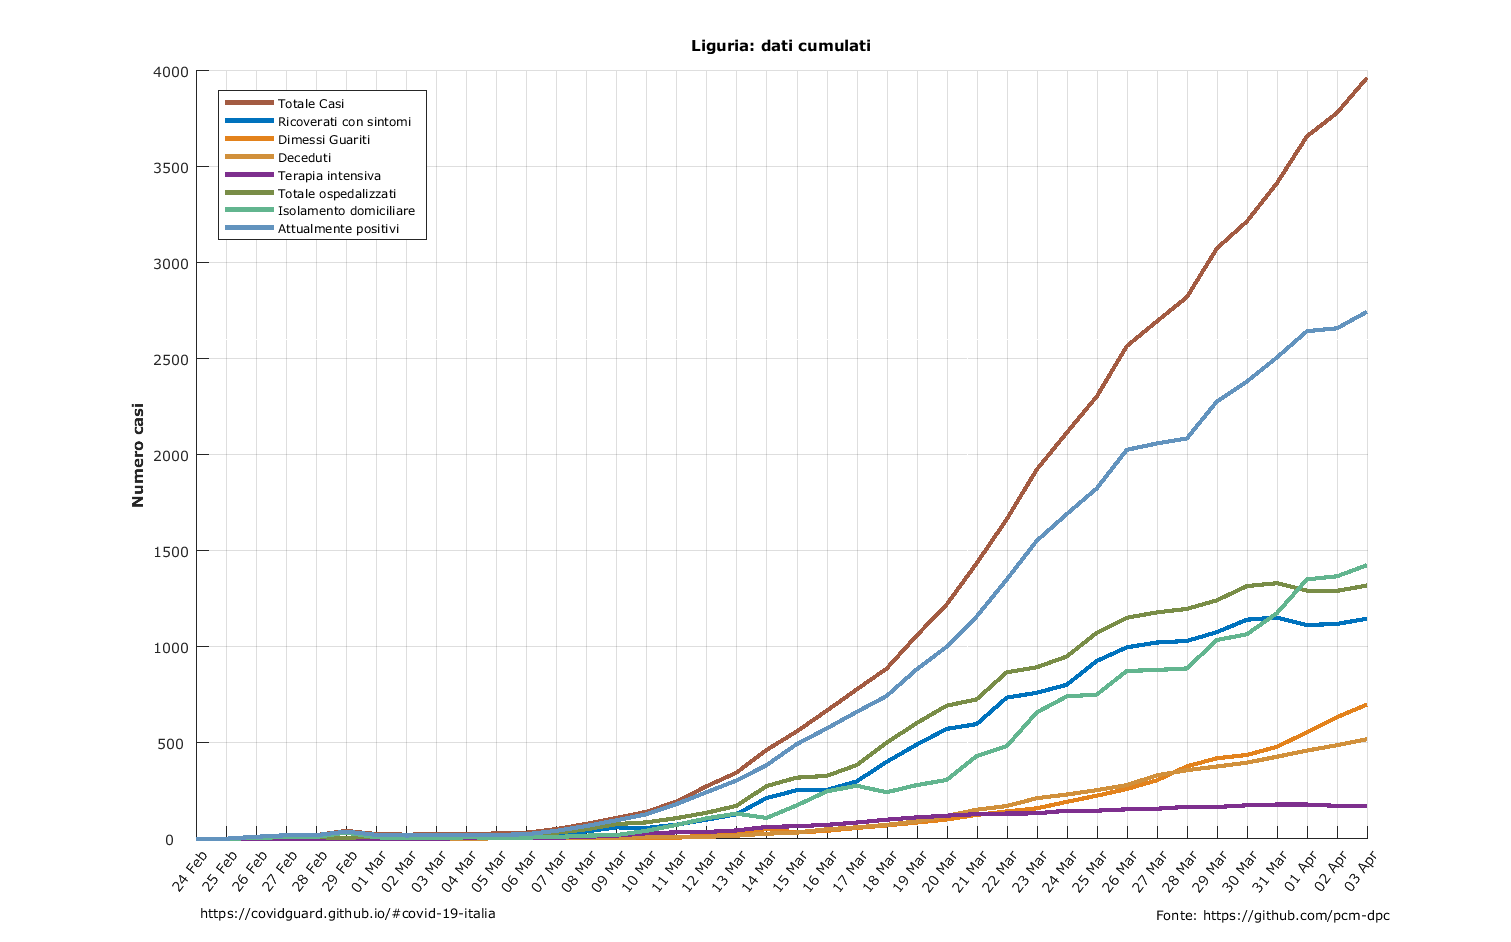 Liguria: dati cumulati
4000
3500
3000
2500
2000
1500
1000
500
0
Numero casi
Totale Casi
Ricoverati con sintomi
Dimessi Guariti
Deceduti
Terapia intensiva
Totale ospedalizzati
Isolamento domiciliare
Attualmente positivi
24 Feb
25 Feb
26 Feb
27 Feb
28 Feb
29 Feb
01 Mar
02 Mar
03 Mar
04 Mar
05 Mar
06 Mar
07 Mar
08 Mar
09 Mar
10 Mar
11 Mar
12 Mar
13 Mar
14 Mar
15 Mar
16 Mar
17 Mar
18 Mar
19 Mar
20 Mar
21 Mar
22 Mar
23 Mar
24 Mar
25 Mar
26 Mar
27 Mar
28 Mar
29 Mar
30 Mar
31 Mar
01 Apr
02 Apr
03 Apr
https://covidguard.github.io/#covid-19-italia
Fonte: https://github.com/pcm-dpc